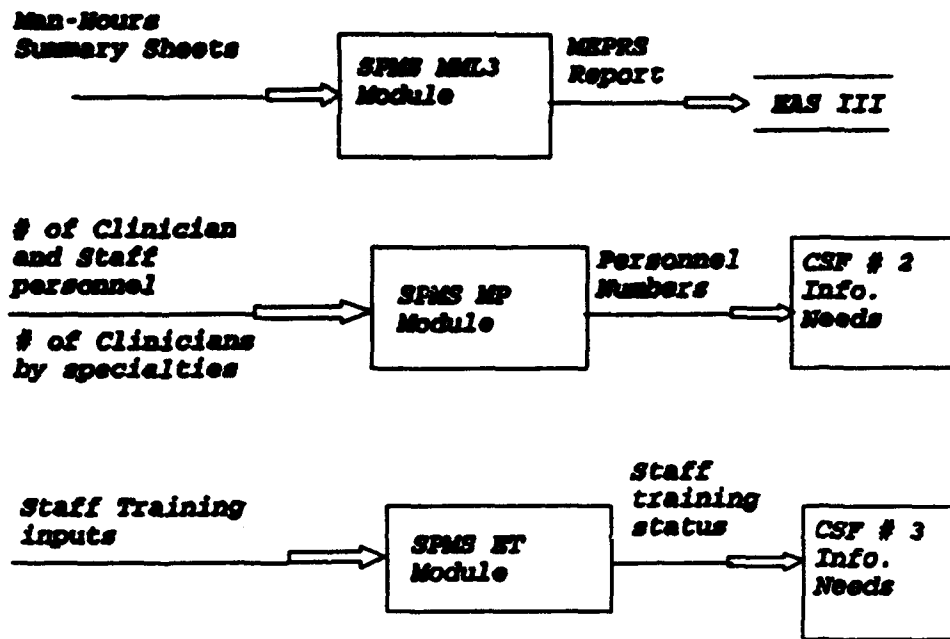 Man-Hours
Summary Sheets
SPMS MML3
Module
MEPRS
Report
EAS III
# of Clinician
and Staff
personnel
# of Clinicians
by specialties
SPMS MP
Module
Personnel
Numbers
CSF # 2
Info.
Needs
Staff Training
inputs
SPMS ET
Module
Staff
training
status
CSF # 3
Info.
Needs